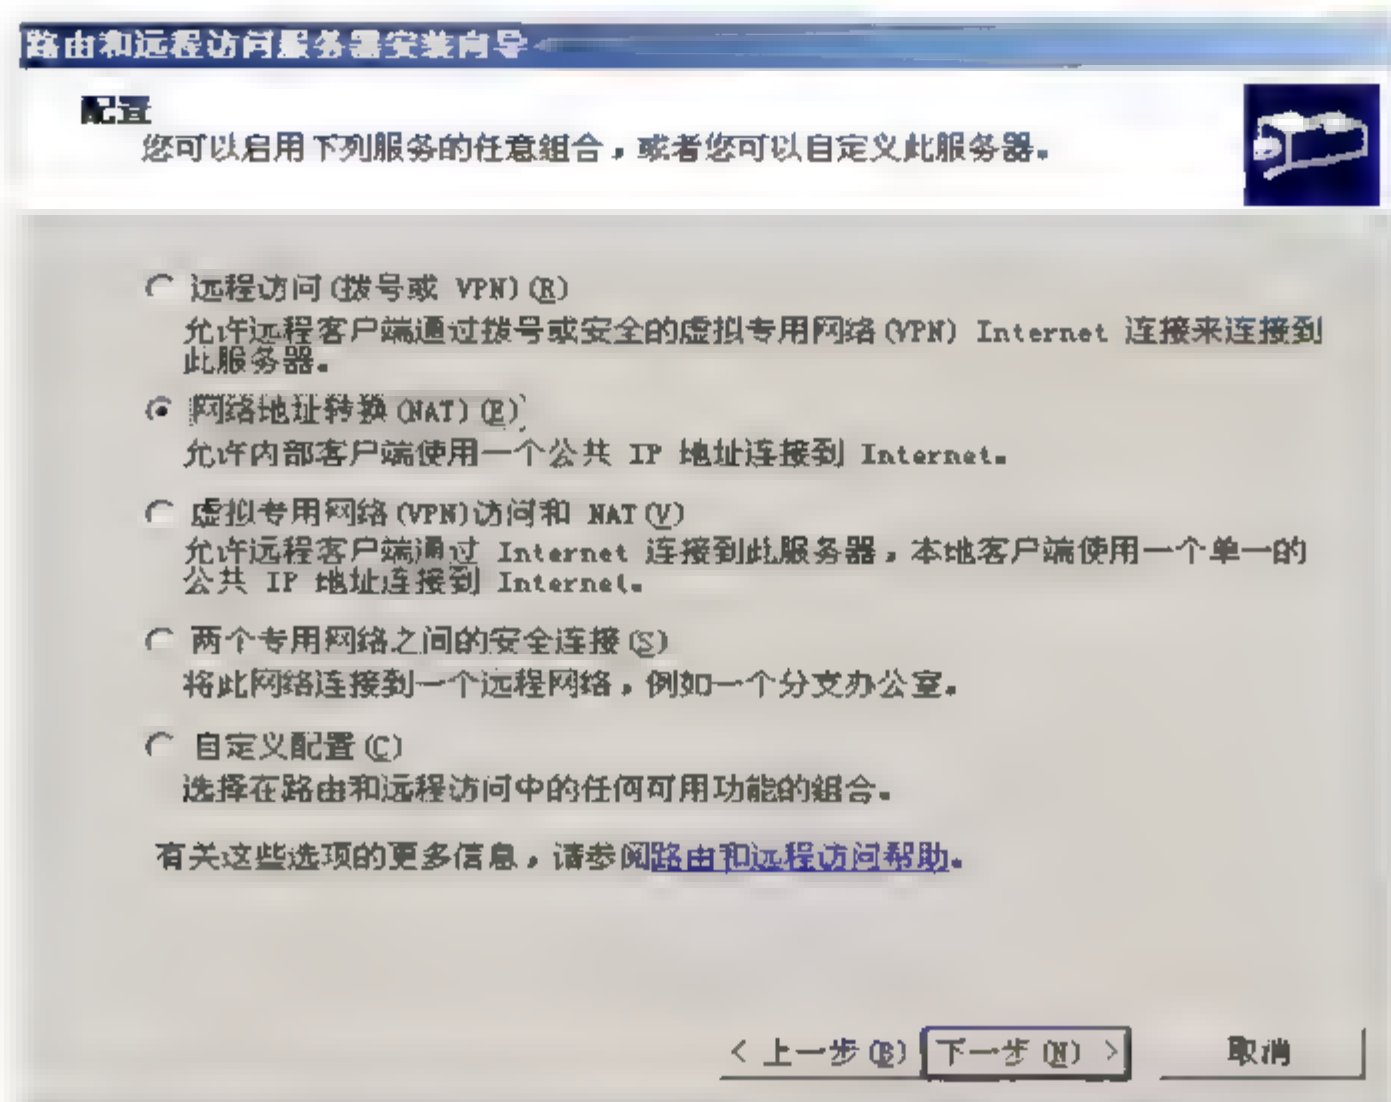 路由和远程访问服务器安装向导
配置
您可以启用下列服务的任意组合，或者您可以自定义此服务器。
远程访问(拨号或 VPN)(R)
允许远程客户端通过拨号或安全的虚拟专用网络(VPN) Internet 连接来连接到
此服务器。
网络地址转换(NAT)(E)
允许内部客户端使用一个公共 IP 地址连接到 Internet。
虚拟专用网络(VPN)访问和 NAT(V)
允许远程客户端通过 Internet 连接到此服务器，本地客户端使用一个单一的
公共 IP 地址连接到 Internet。
两个专用网络之间的安全连接(S)
将此网络连接到一个远程网络，例如一个分支办公室。
自定义配置(C)
选择在路由和远程访问中的任何可用功能的组合。
有关这些选项的更多信息，请参阅路由和远程访问帮助。
< 上一步(B) 下一步(N) > 取消